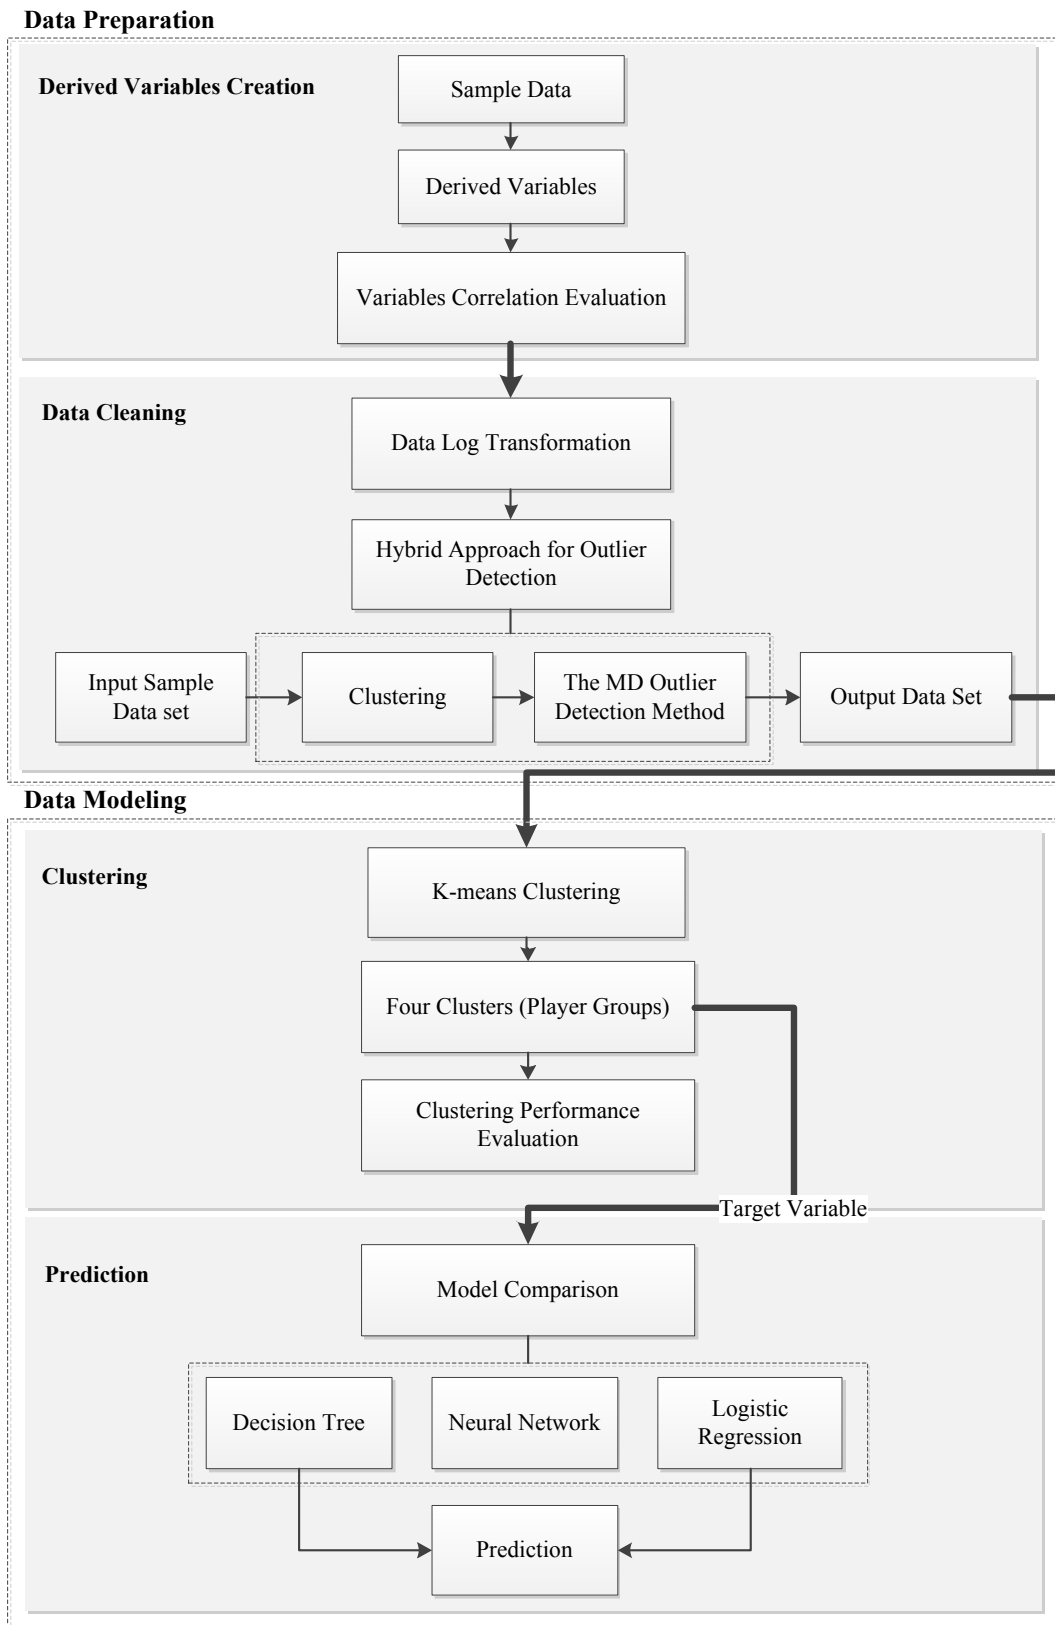 Data Preparation
Derived Variables Creation
Sample Data
Derived Variables
Variables Correlation Evaluation
Data Cleaning
Data Log Transformation
Hybrid Approach for Outlier
Detection
Input Sample
Data set
Clustering
The MD Outlier
Detection Method
Output Data Set
Data Modeling
Clustering
K-means Clustering
Four Clusters (Player Groups)
Clustering Performance
Evaluation
Target Variable
Prediction
Model Comparison
Decision Tree
Neural Network
Logistic
Regression
Prediction